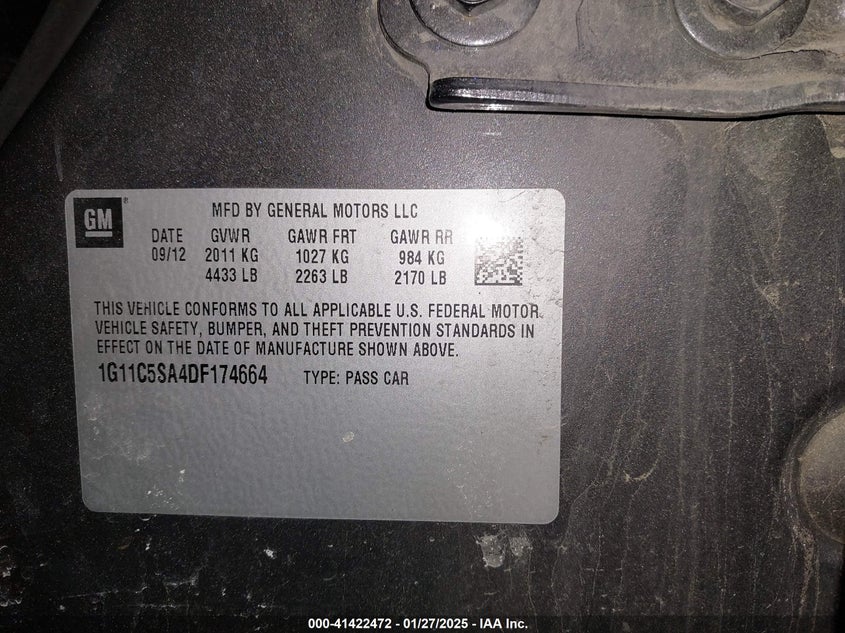 GM ®
MFD BY GENERAL MOTORS LLC
DATE GVWR GAWR FRT GAWR RR
09/12 2011 KG 1027 KG 984 KG
4433 LB 2263 LB 2170 LB
THIS VEHICLE CONFORMS TO ALL APPLICABLE U.S. FEDERAL MOTOR
VEHICLE SAFETY, BUMPER, AND THEFT PREVENTION STANDARDS IN
EFFECT ON THE DATE OF MANUFACTURE SHOWN ABOVE.
1G11C5SA4DF174664 TYPE: PASS CAR
000-41422472 - 01/27/2025 - IAA Inc.